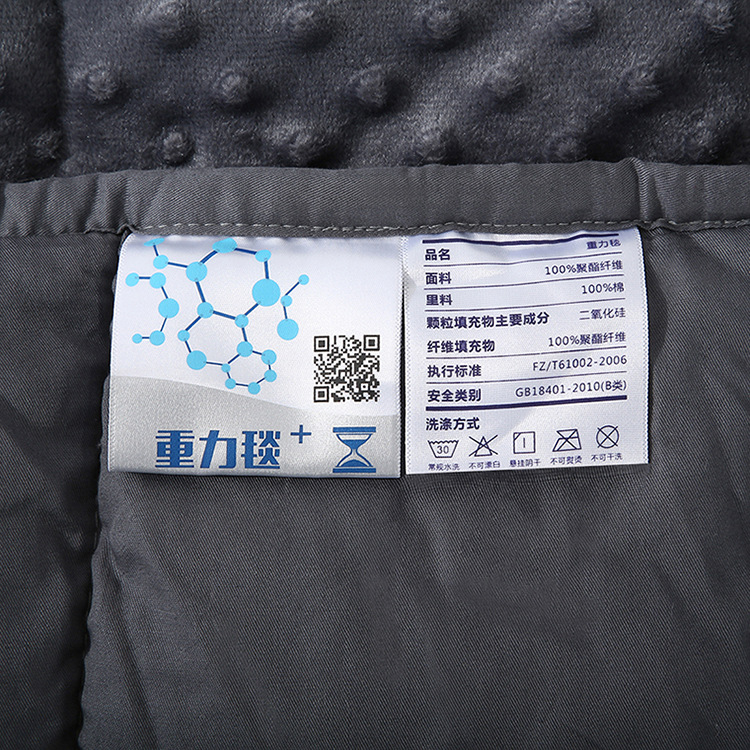 重力毯+
品名 重力毯
面料 100%聚酯纤维
里料 100%棉
颗粒填充物主要成分 二氧化硅
纤维填充物 100%聚酯纤维
执行标准 FZ/T61002-2006
安全类别 GB18401-2010(B类)
洗涤方式
30
常规水洗 不可漂白 悬挂阴干 不可熨烫 不可干洗